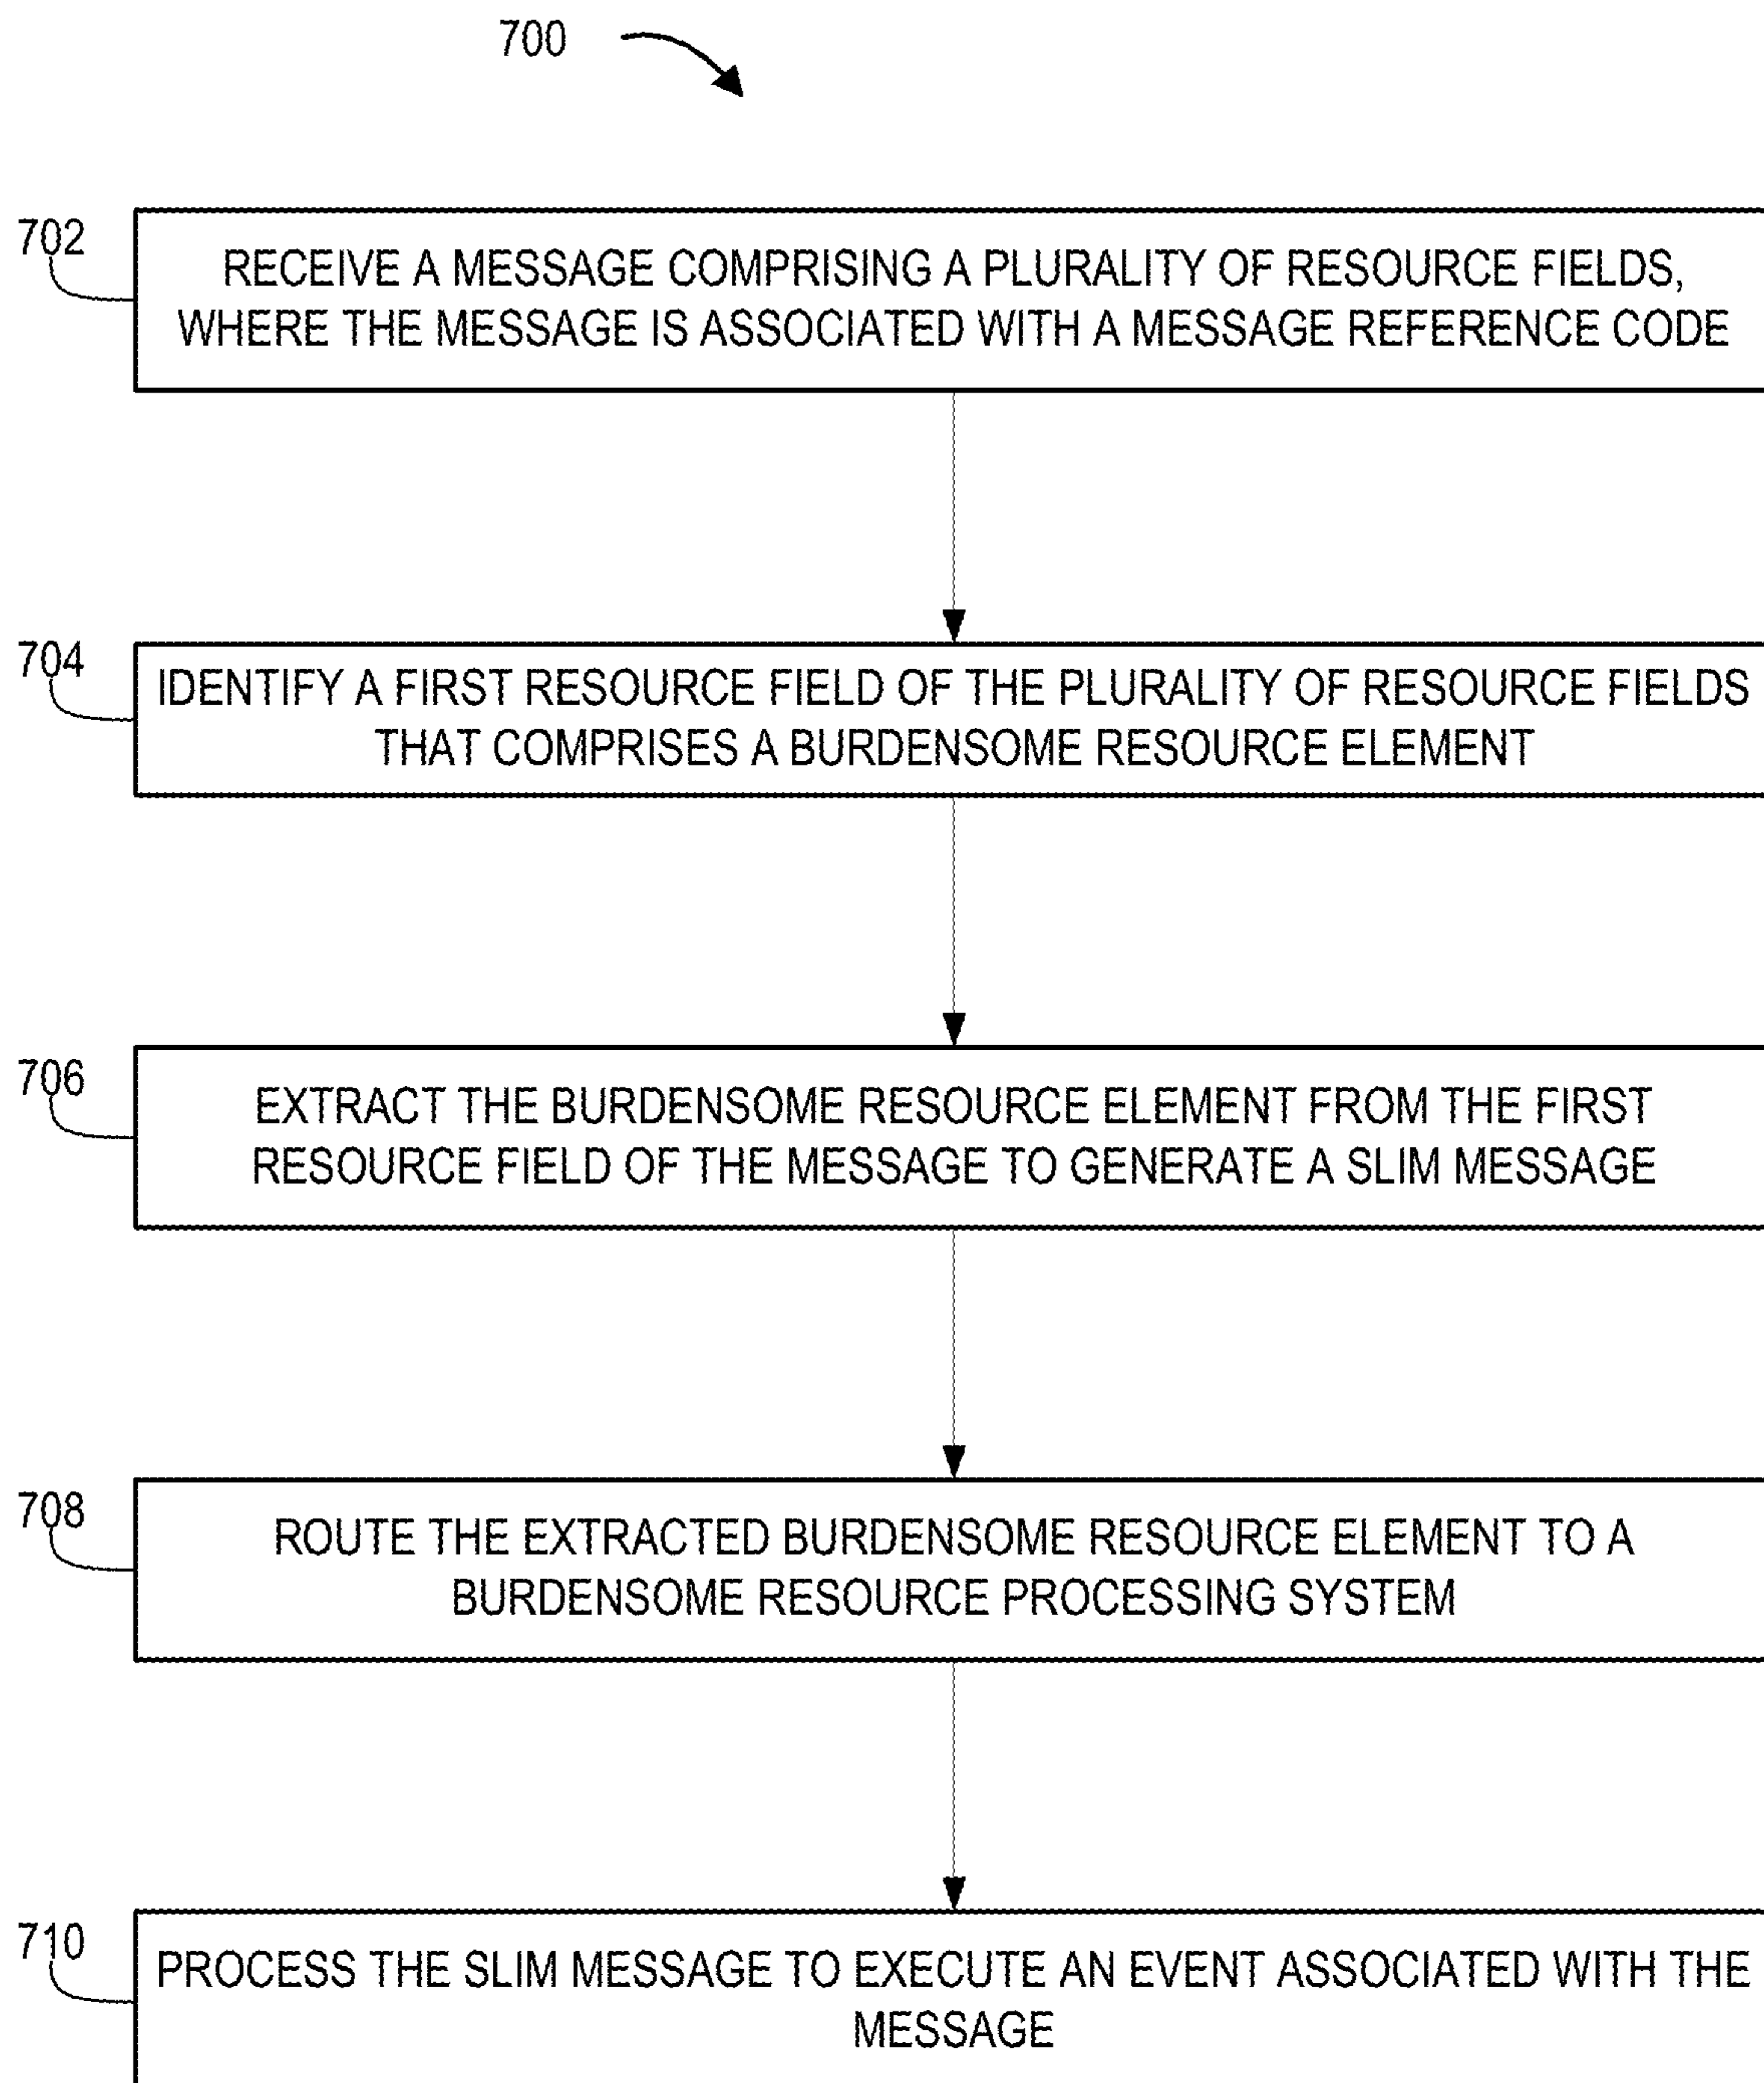 700
702
RECEIVE A MESSAGE COMPRISING A PLURALITY OF RESOURCE FIELDS,
WHERE THE MESSAGE IS ASSOCIATED WITH A MESSAGE REFERENCE CODE
704
IDENTIFY A FIRST RESOURCE FIELD OF THE PLURALITY OF RESOURCE FIELDS
THAT COMPRISES A BURDENSOME RESOURCE ELEMENT
706
EXTRACT THE BURDENSOME RESOURCE ELEMENT FROM THE FIRST
RESOURCE FIELD OF THE MESSAGE TO GENERATE A SLIM MESSAGE
708
ROUTE THE EXTRACTED BURDENSOME RESOURCE ELEMENT TO A
BURDENSOME RESOURCE PROCESSING SYSTEM
710
PROCESS THE SLIM MESSAGE TO EXECUTE AN EVENT ASSOCIATED WITH THE
MESSAGE